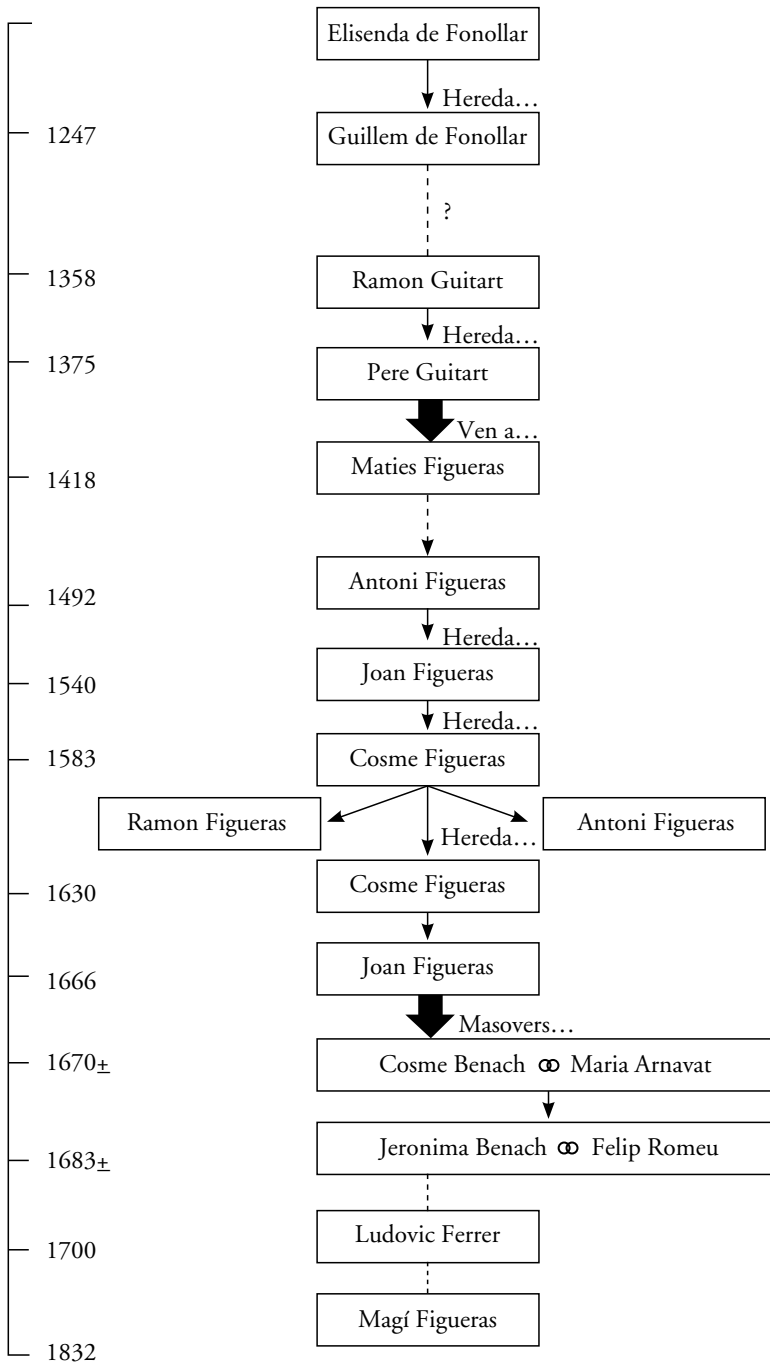 Elisenda de Fonollar
Hereda…
1247
Guillem de Fonollar
?
1358
Ramon Guitart
Hereda…
1375
Pere Guitart
Ven a…
1418
Maties Figueras
1492
Antoni Figueras
Hereda…
1540
Joan Figueras
Hereda…
1583
Cosme Figueras
Ramon Figueras
Antoni Figueras
Hereda…
1630
Cosme Figueras
1666
Joan Figueras
Masovers…
1670±
Cosme Benach ⚭ Maria Arnavat
1683±
Jeronima Benach ⚭ Felip Romeu
1700
Ludovic Ferrer
Magí Figueras
1832